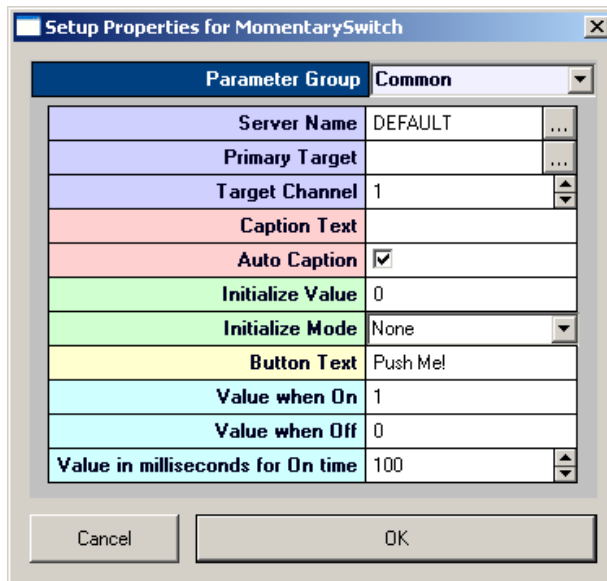 Setup Properties for MomentarySwitch
Parameter Group Common
Server Name DEFAULT ...
Primary Target ...
Target Channel 1
Caption Text
Auto Caption
Initialize Value 0
Initialize Mode None
Button Text Push Me!
Value when On 1
Value when Off 0
Value in milliseconds for On time 100
Cancel OK